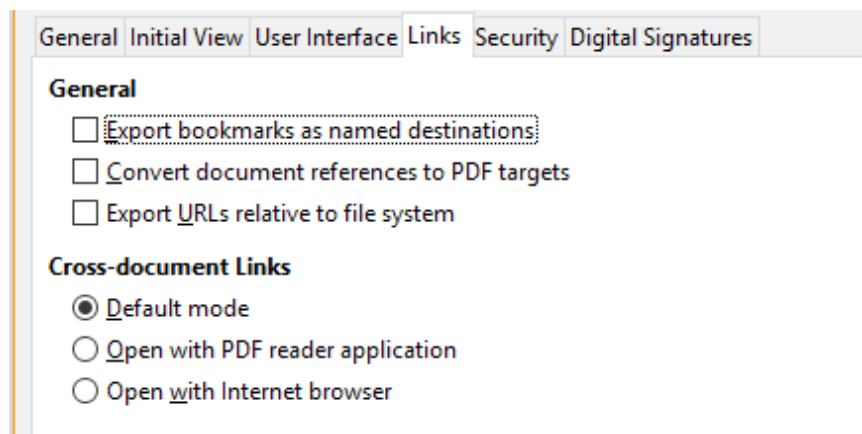 General Initial View User Interface Links Security Digital Signatures
General
Export bookmarks as named destinations
Convert document references to PDF targets
Export URLs relative to file system
Cross-document Links
Default mode
Open with PDF reader application
Open with Internet browser